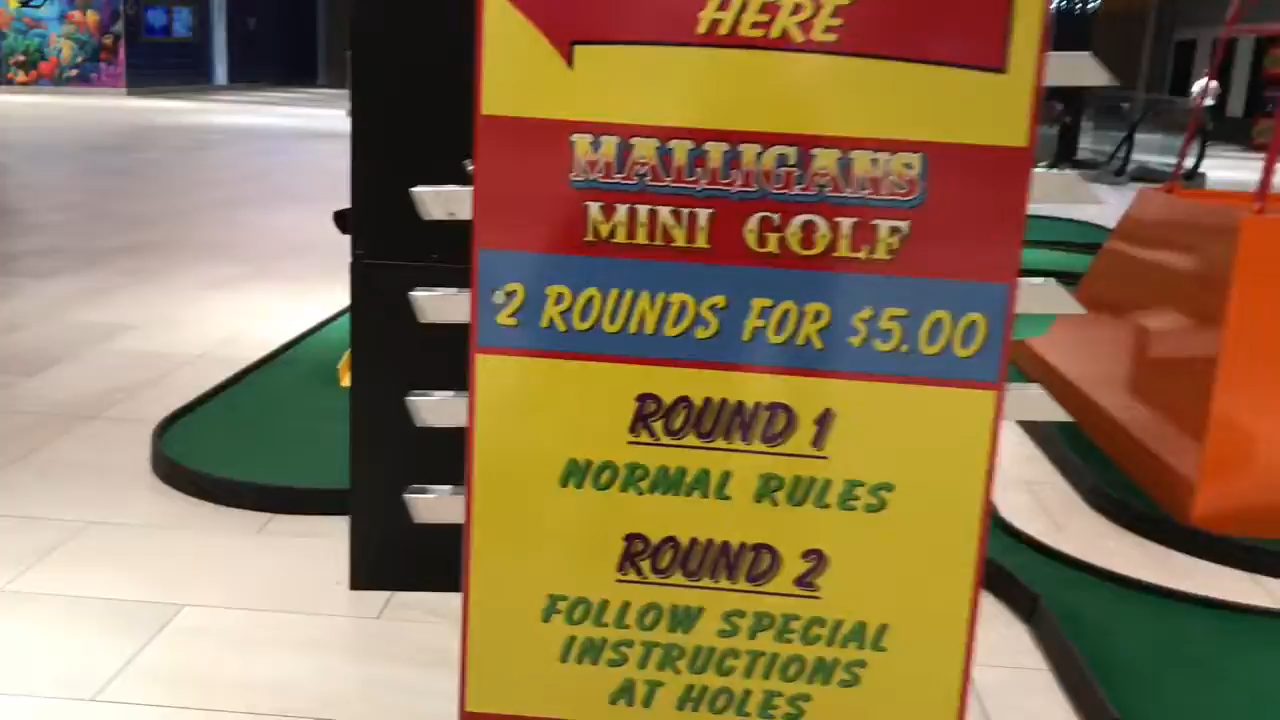 HERE
MALLIGANS
MINI GOLF
2 ROUNDS FOR $5.00
ROUND 1
NORMAL RULES
ROUND 2
FOLLOW SPECIAL
INSTRUCTIONS
AT HOLES